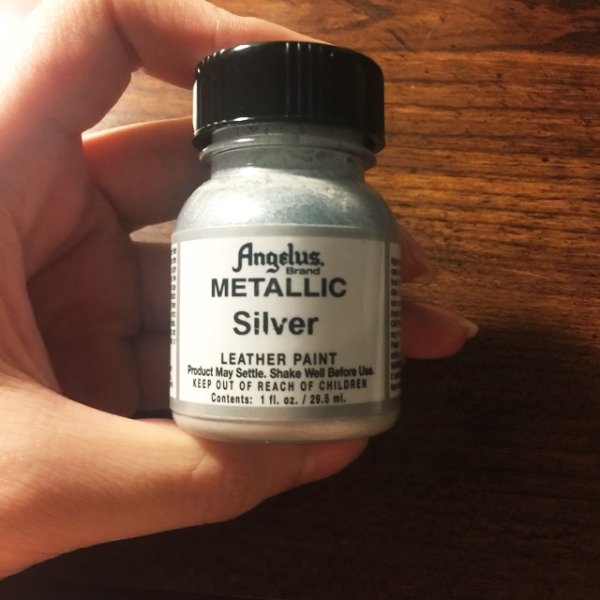 Angelus®
Brand
METALLIC
Silver
LEATHER PAINT
Product May Settle. Shake Well Before Use.
KEEP OUT OF REACH OF CHILDREN
Contents: 1 fl. oz. / 29.5 ml.